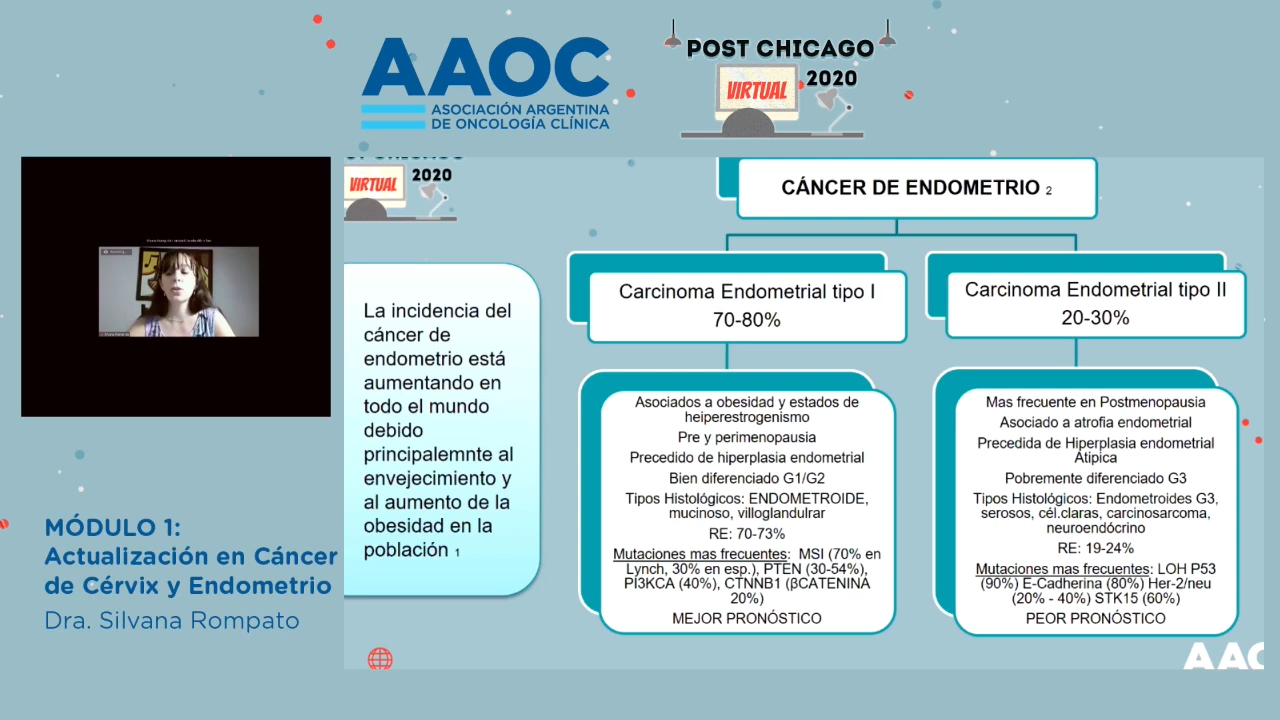 AAOC
ASOCIACIÓN ARGENTINA
DE ONCOLOGÍA CLÍNICA
POST CHICAGO
2020
VIRTUAL
2020
VIRTUAL
CÁNCER DE ENDOMETRIO 2
Carcinoma Endometrial tipo I
70-80%
Carcinoma Endometrial tipo II
20-30%
La incidencia del
cáncer de
endometrio está
aumentando en
todo el mundo
debido
principalemnte al
envejecimiento y
al aumento de la
obesidad en la
población 1
Asociados a obesidad y estados de
heiperestrogenismo
Pre y perimenopausia
Precedido de hiperplasia endometrial
Bien diferenciado G1/G2
Tipos Histológicos: ENDOMETROIDE,
mucinoso, villoglandulrar
RE: 70-73%
Mutaciones mas frecuentes: MSI (70% en
Lynch, 30% en esp.), PTEN (30-54%),
PI3KCA (40%), CTNNB1 (βCATENINA
20%)
MEJOR PRONÓSTICO
Mas frecuente en Postmenopausia
Asociado a atrofia endometrial
Precedida de Hiperplasia endometrial
Atipica
Pobremente diferenciado G3
Tipos Histológicos: Endometroides G3,
serosos, cél.claras, carcinosarcoma,
neuroendócrino
RE: 19-24%
Mutaciones mas frecuentes: LOH P53
(90%) E-Cadherina (80%) Her-2/neu
(20% - 40%) STK15 (60%)
PEOR PRONÓSTICO
MÓDULO 1:
Actualización en Cáncer
de Cérvix y Endometrio
Dra. Silvana Rompato